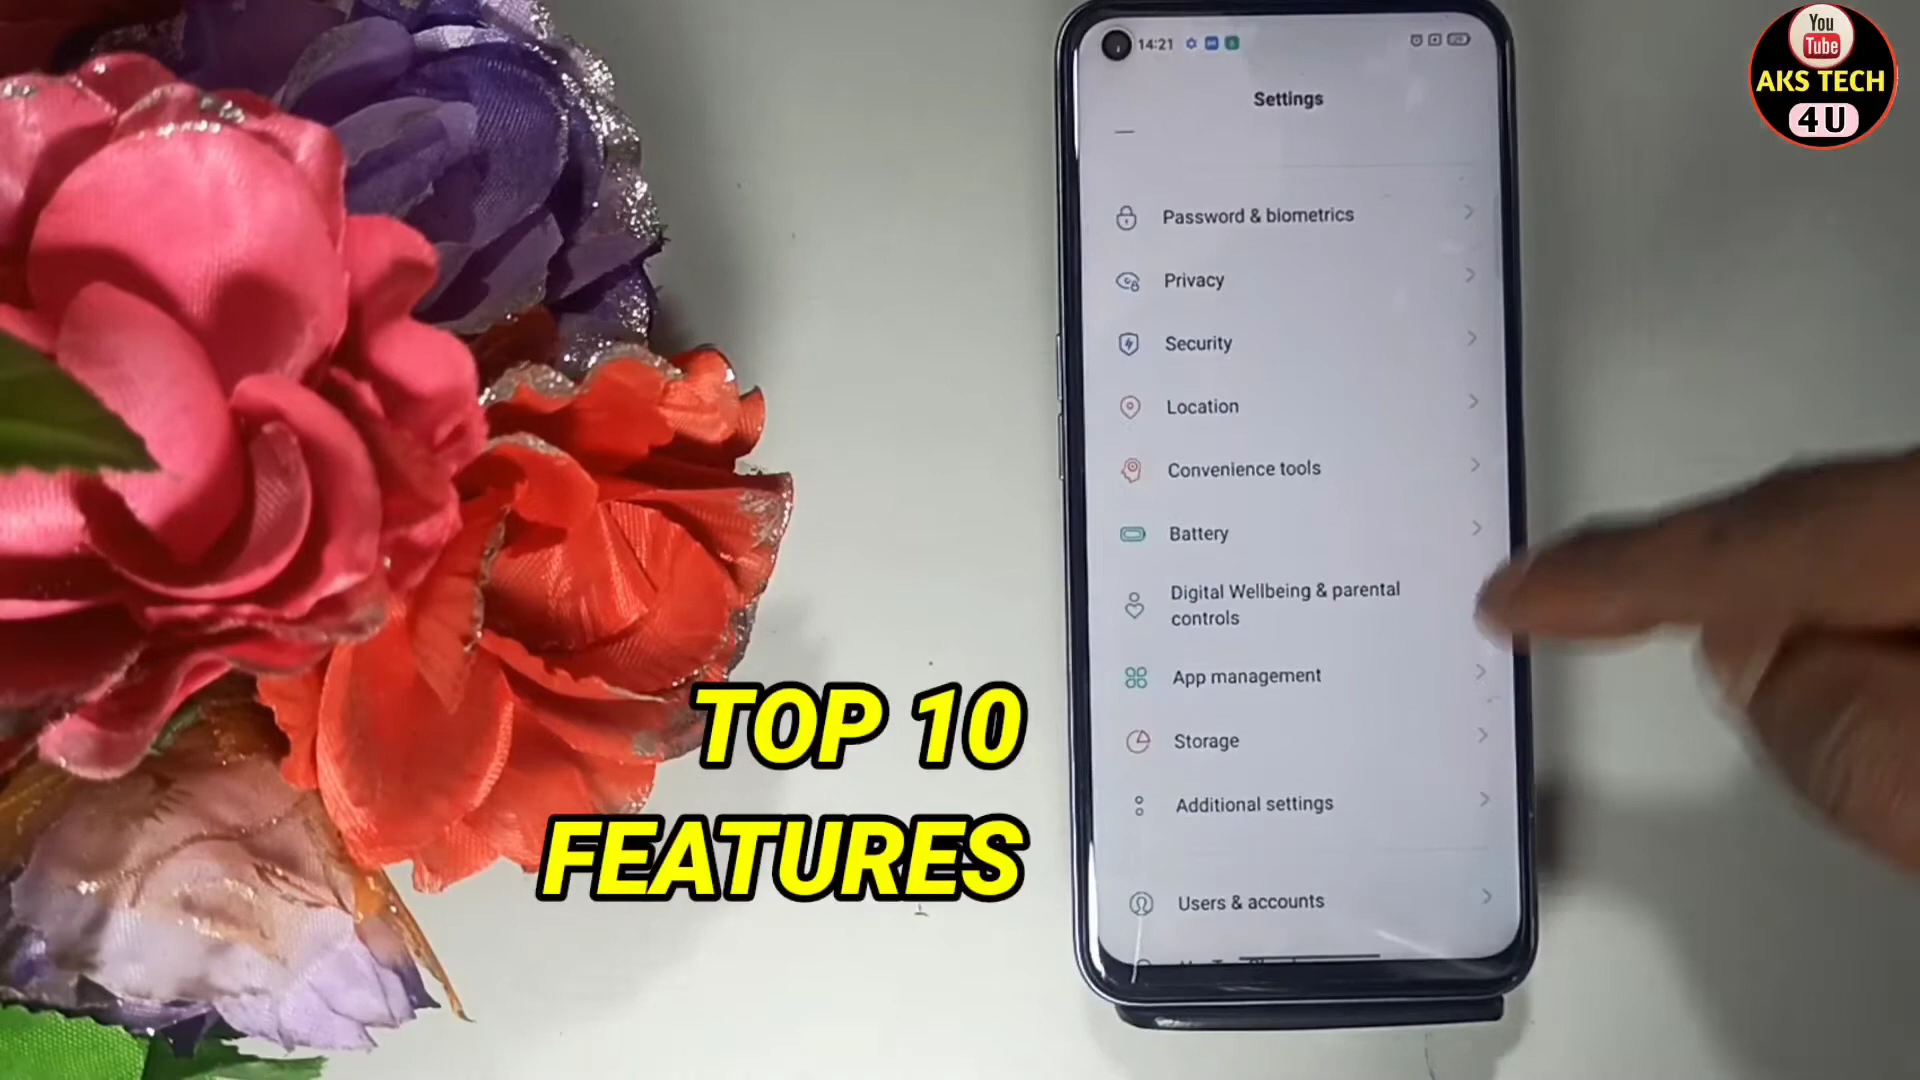 14:21
Settings
Password & biometrics
Privacy
Security
Location
Convenience tools
Battery
Digital Wellbeing & parental
controls
App management
Storage
Additional settings
Users & accounts
TOP 10
FEATURES
You
Tube
AKS TECH
4U